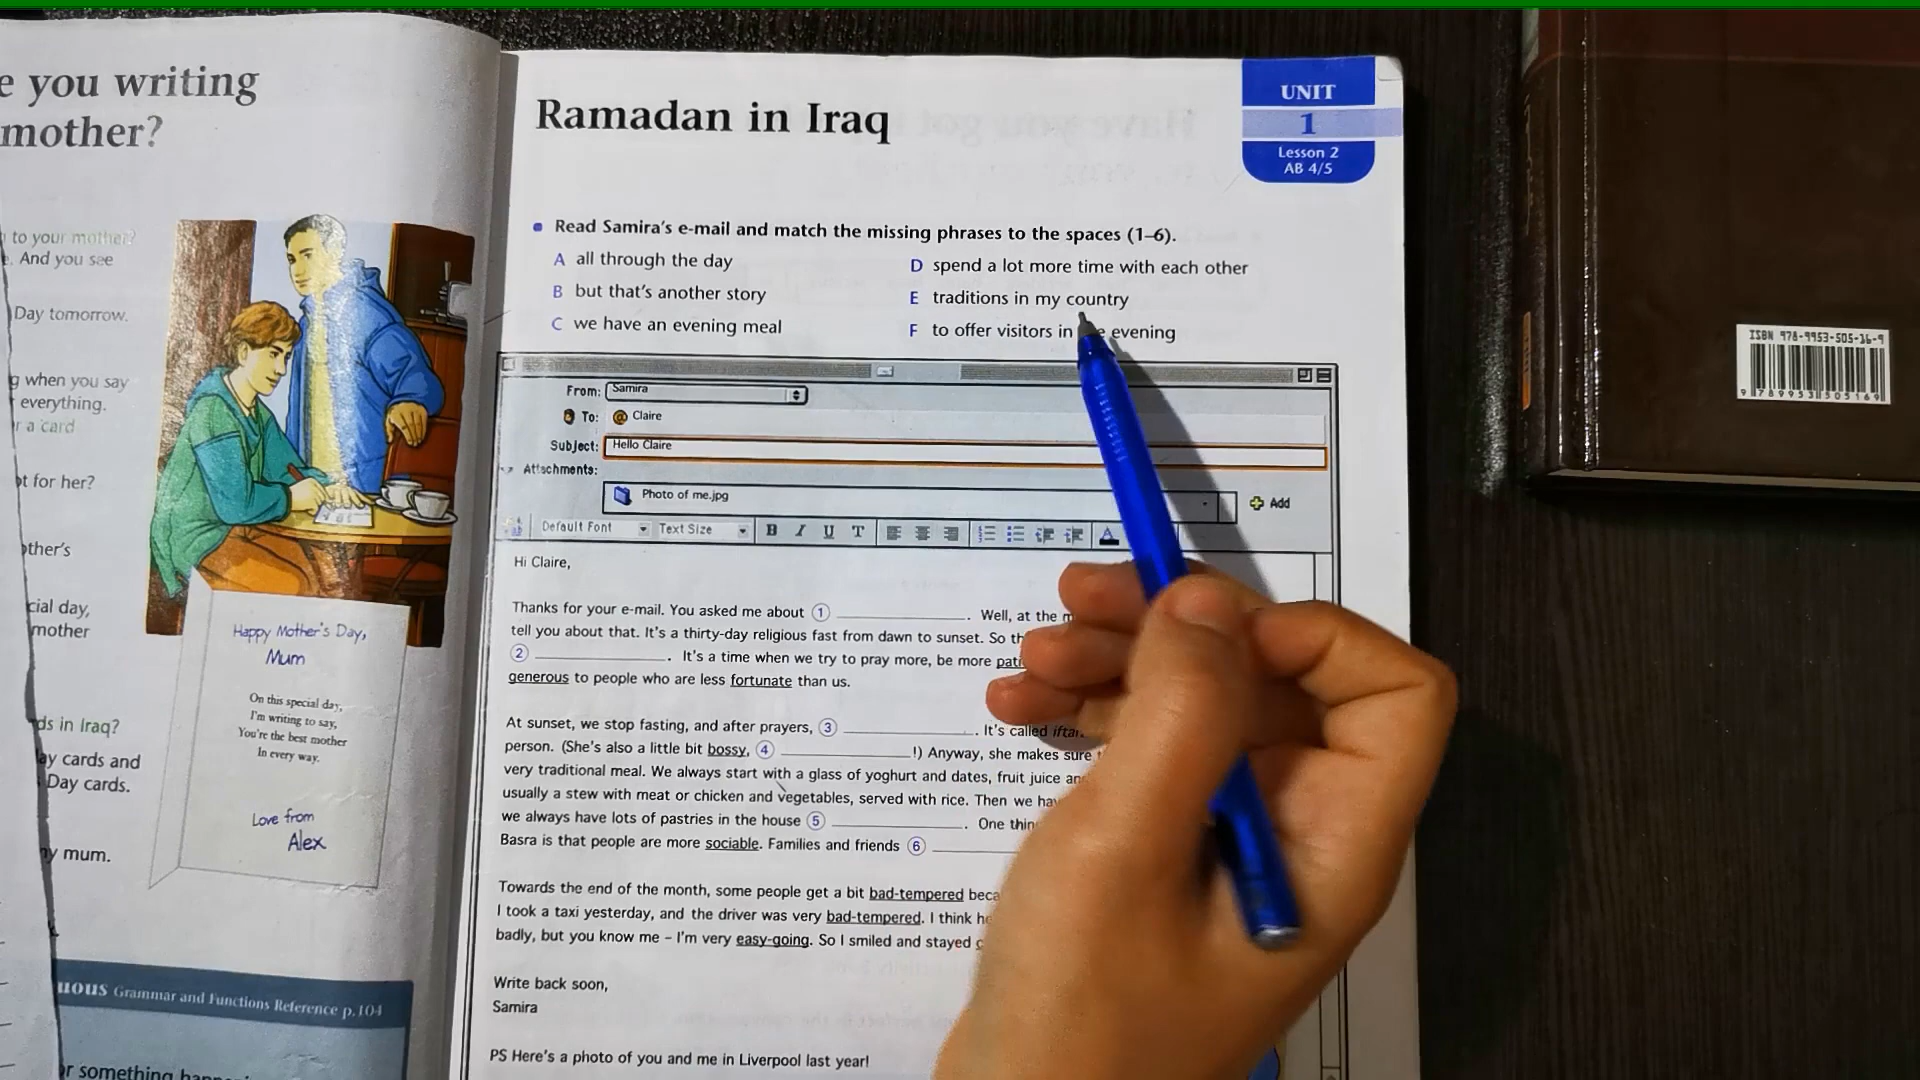 e you writing
mother?
to your mother?
And you see
Day tomorrow.
when you say
everything.
a card
for her?
cial day,
mother
ds in Iraq?
ay cards and
Day cards.
my mum.
Happy Mother's Day,
Mum
On this special day,
I'm writing to say,
You're the best mother
In every way.
Love from
Alex
uous Grammar and Functions Reference p.104
or something
Ramadan in Iraq
UNIT
1
Lesson 2
AB 4/5
Read Samira's e-mail and match the missing phrases to the spaces (1–6).
A all through the day
B but that's another story
C we have an evening meal
D spend a lot more time with each other
E traditions in my country
F to offer visitors in evening
From: Samira
To: @ Claire
Subject: Hello Claire
Attachments:
Photo of me.jpg
Add
Default Font Text Size B I U T A
Hi Claire,
Thanks for your e-mail. You asked me about 1 ____________. Well, at the
tell you about that. It's a thirty-day religious fast from dawn to sunset. So
2 ____________. It's a time when we try to pray more, be more
generous to people who are less fortunate than us.
At sunset, we stop fasting, and after prayers, 3 ____________. It's called iftar
person. (She's also a little bit bossy, 4 ____________!) Anyway, she makes sure
very traditional meal. We always start with a glass of yoghurt and dates, fruit juice
usually a stew with meat or chicken and vegetables, served with rice. Then we
we always have lots of pastries in the house 5 ____________. One
Basra is that people are more sociable. Families and friends 6 ________
Towards the end of the month, some people get a bit bad-tempered
I took a taxi yesterday, and the driver was very bad-tempered. I think
badly, but you know me – I'm very easy-going. So I smiled and stayed
Write back soon,
Samira
PS Here's a photo of you and me in Liverpool last year!
ISBN 978-9953-505-16-9
9 789953 505169